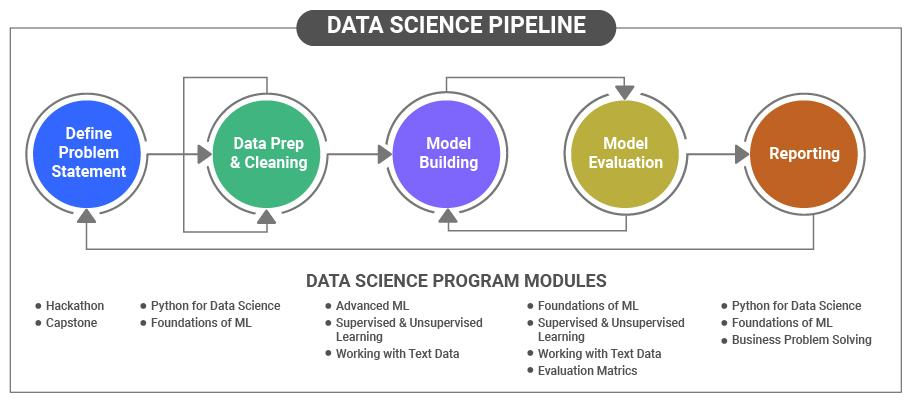 DATA SCIENCE PIPELINE
Define
Problem
Statement
Data Prep
& Cleaning
Model
Building
Model
Evaluation
Reporting
DATA SCIENCE PROGRAM MODULES
• Hackathon
• Capstone
• Python for Data Science
• Foundations of ML
• Advanced ML
• Supervised & Unsupervised
Learning
• Working with Text Data
• Foundations of ML
• Supervised & Unsupervised
Learning
• Working with Text Data
• Evaluation Matrics
• Python for Data Science
• Foundations of ML
• Business Problem Solving